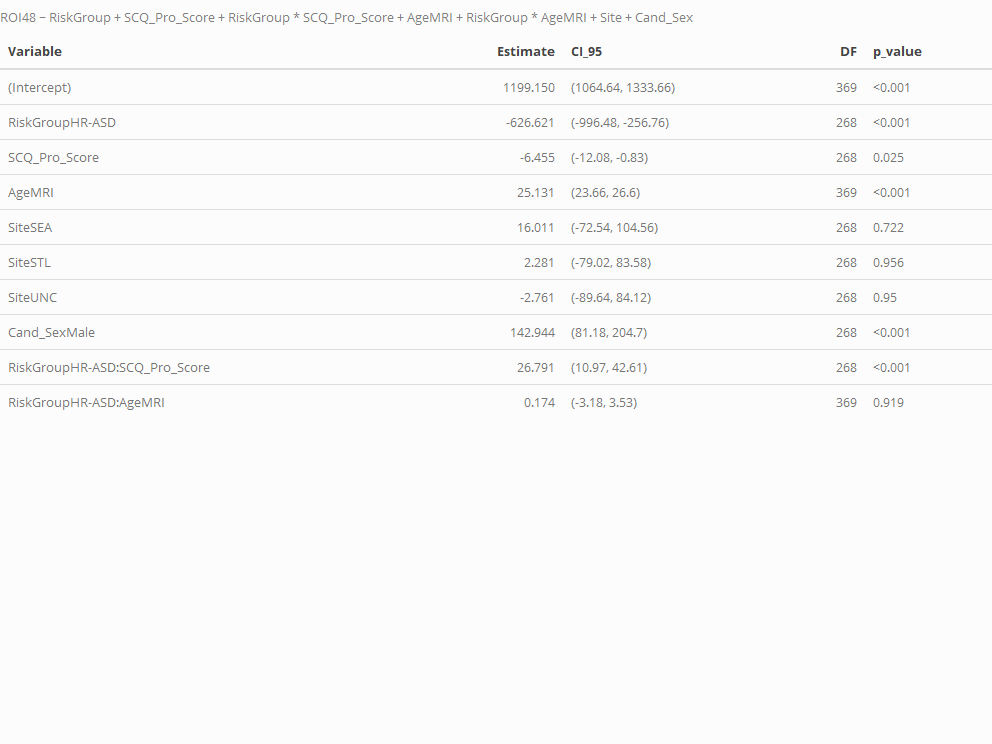 ROI48 ~ RiskGroup + SCQ_Pro_Score + RiskGroup * SCQ_Pro_Score + AgeMRI + RiskGroup * AgeMRI + Site + Cand_Sex
Variable Estimate CI_95 DF p_value
(Intercept) 1199.150 (1064.64, 1333.66) 369 <0.001
RiskGroupHR-ASD -626.621 (-996.48, -256.76) 268 <0.001
SCQ_Pro_Score -6.455 (-12.08, -0.83) 268 0.025
AgeMRI 25.131 (23.66, 26.6) 369 <0.001
SiteSEA 16.011 (-72.54, 104.56) 268 0.722
SiteSTL 2.281 (-79.02, 83.58) 268 0.956
SiteUNC -2.761 (-89.64, 84.12) 268 0.95
Cand_SexMale 142.944 (81.18, 204.7) 268 <0.001
RiskGroupHR-ASD:SCQ_Pro_Score 26.791 (10.97, 42.61) 268 <0.001
RiskGroupHR-ASD:AgeMRI 0.174 (-3.18, 3.53) 369 0.919